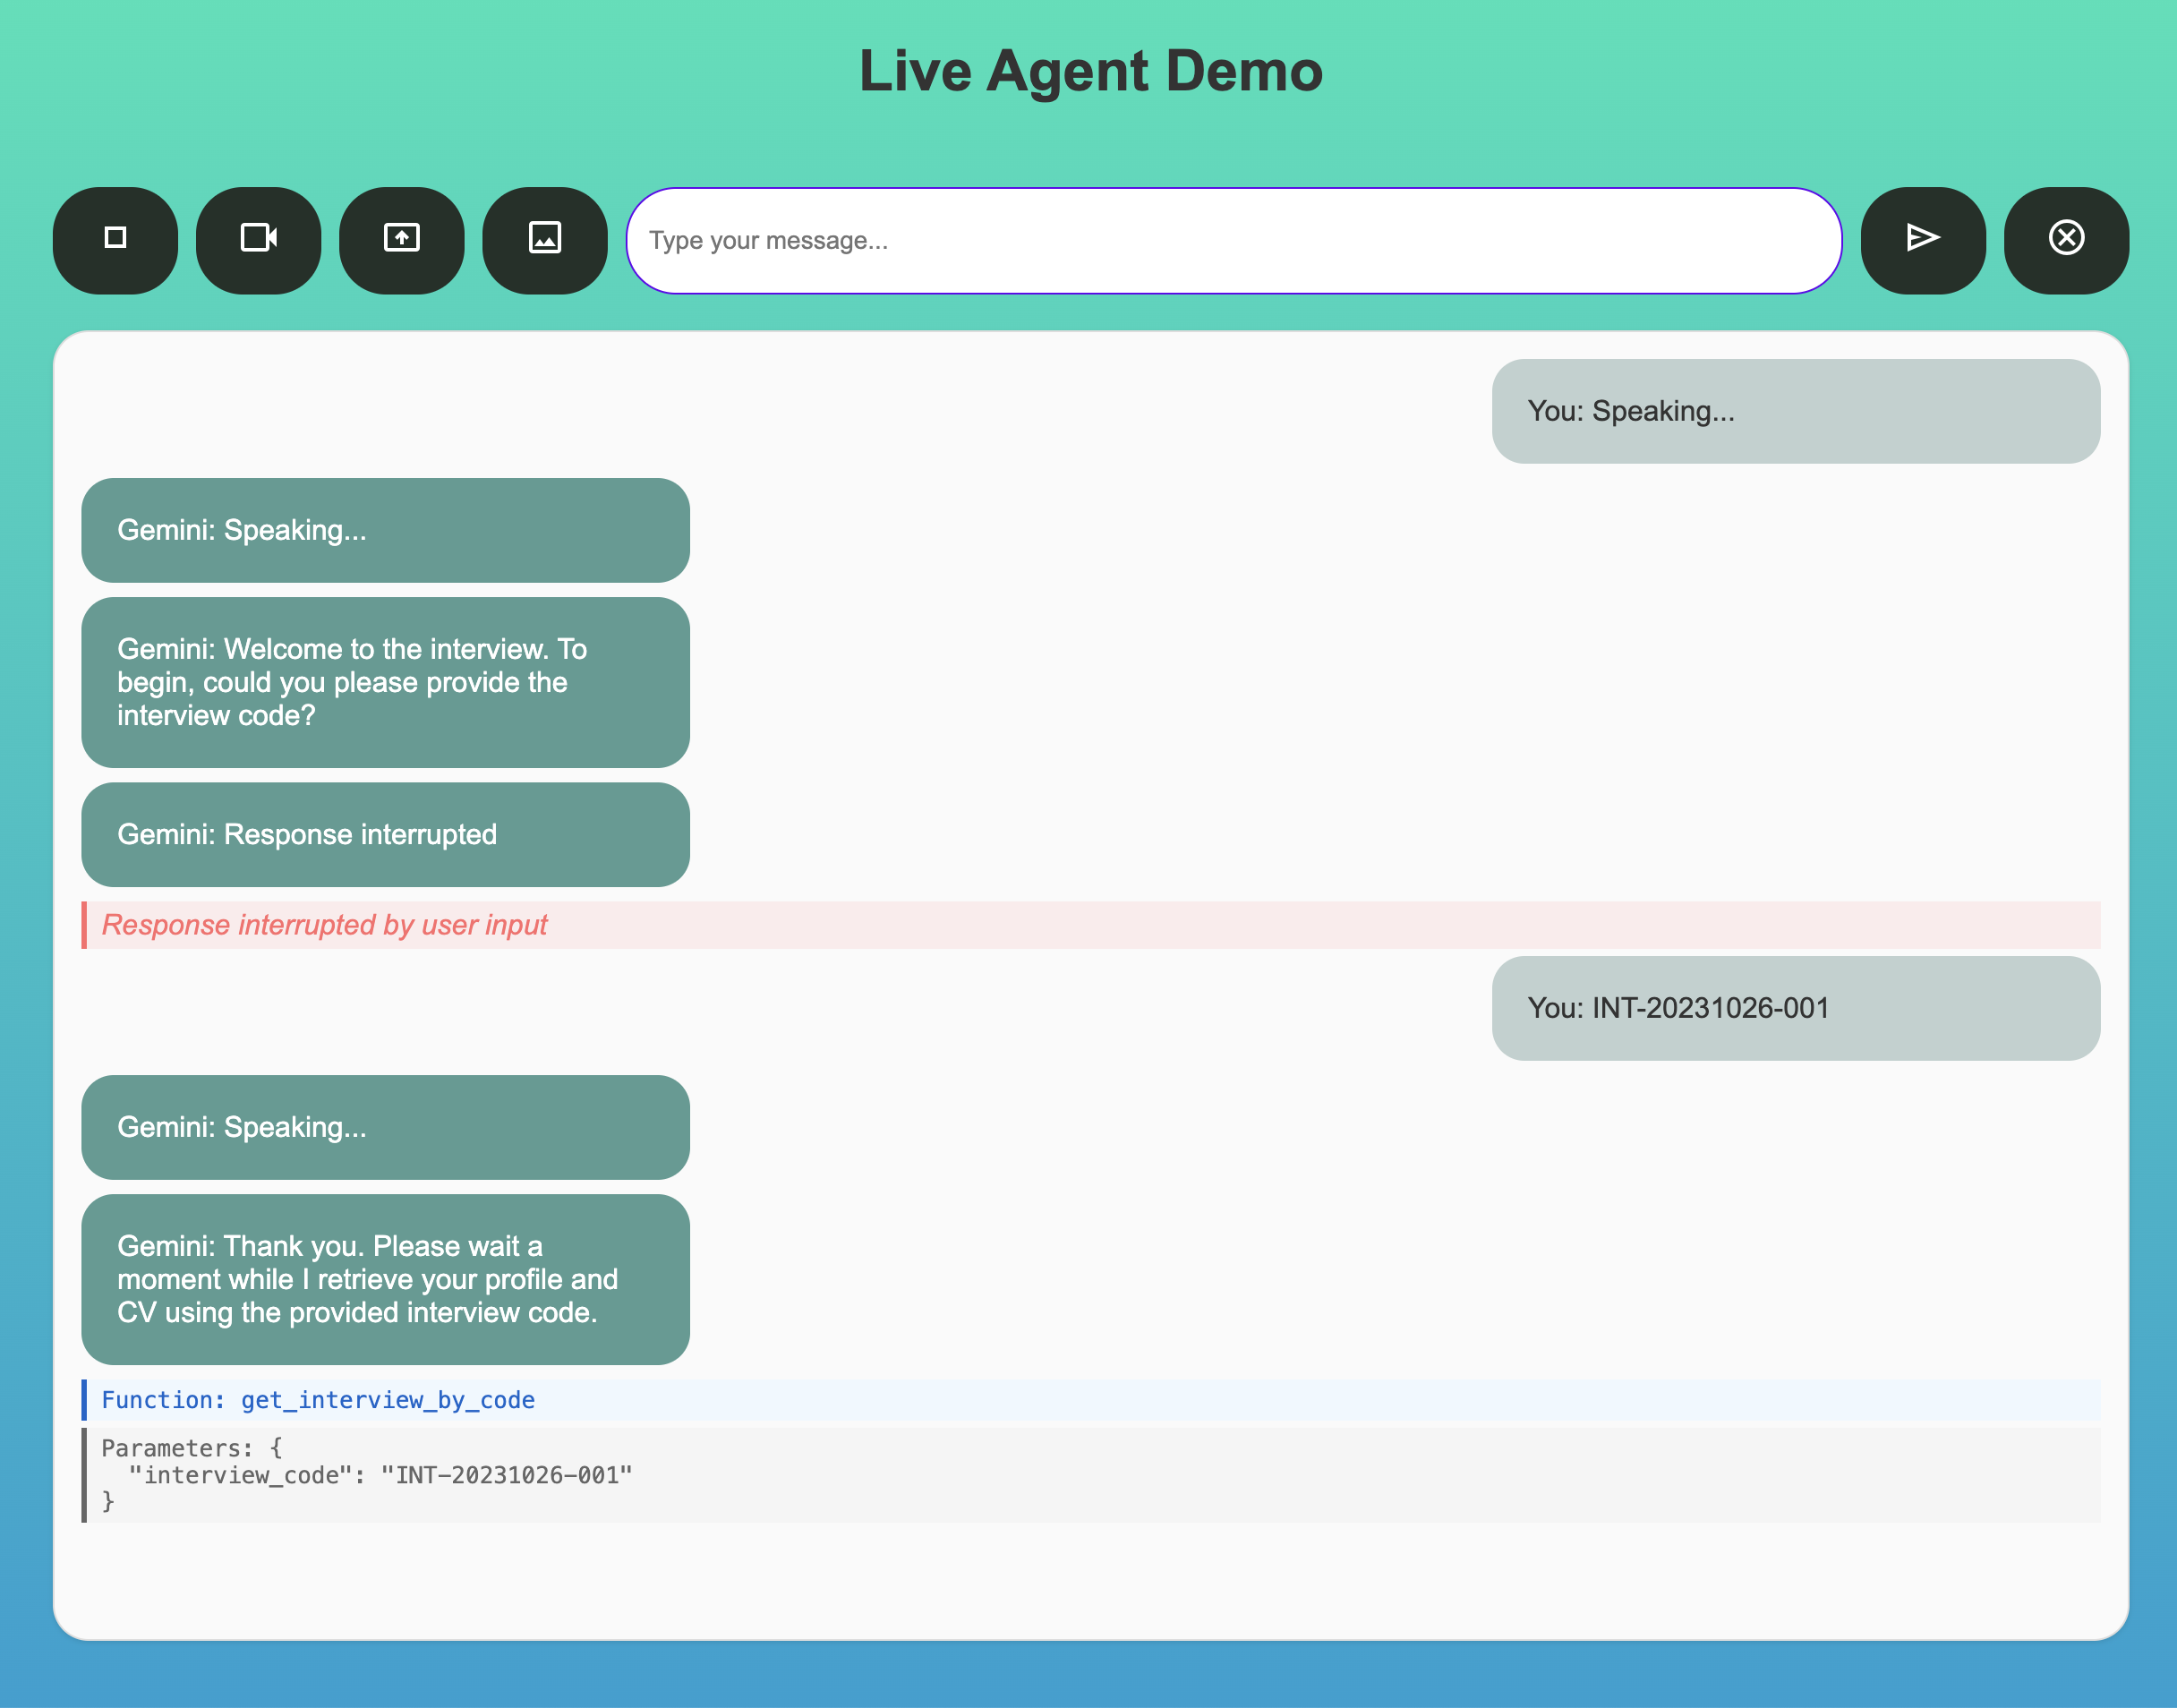 Live Agent Demo
Type your message...
You: Speaking...
Gemini: Speaking...
Gemini: Welcome to the interview. To
begin, could you please provide the
interview code?
Gemini: Response interrupted
Response interrupted by user input
You: INT-20231026-001
Gemini: Speaking...
Gemini: Thank you. Please wait a
moment while I retrieve your profile and
CV using the provided interview code.
Function: get_interview_by_code
Parameters: {
  "interview_code": "INT-20231026-001"
}